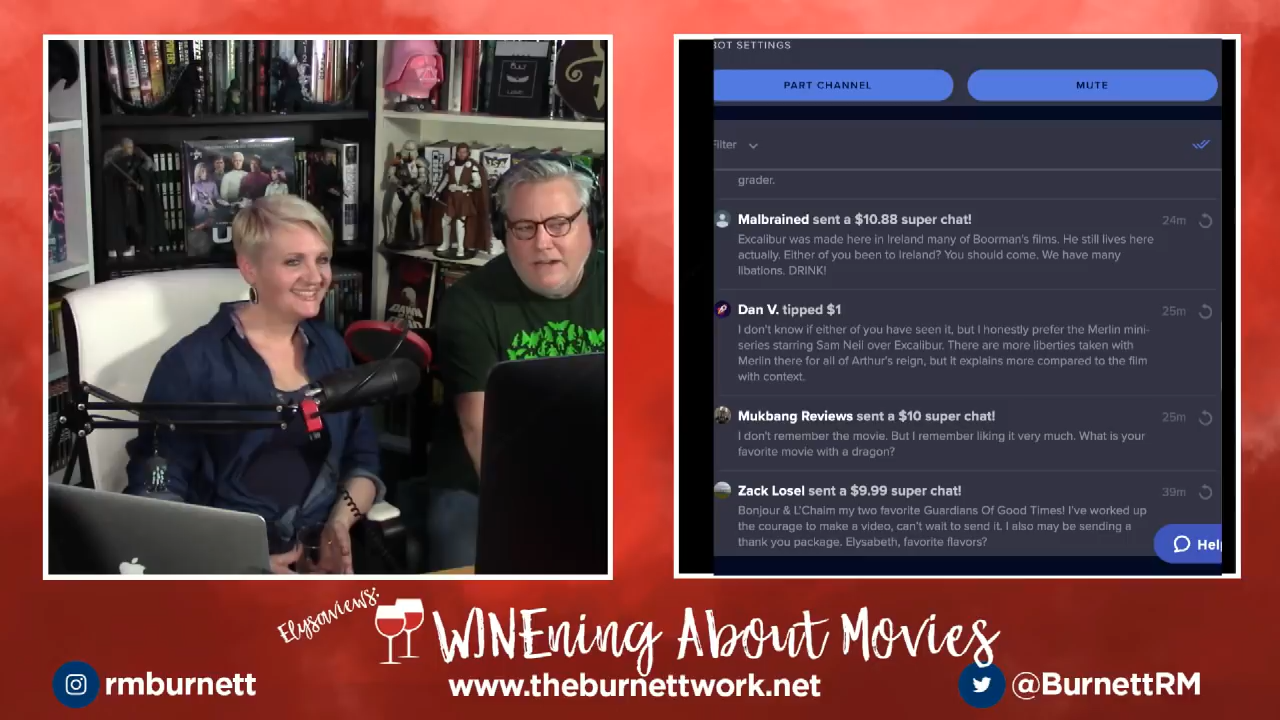 BOT SETTINGS
PART CHANNEL
MUTE
Filter
grader.
Malbrained sent a $10.88 super chat!
24m
Excalibur was made here in Ireland many of Boorman's films. He still lives here
actually. Either of you been to Ireland? You should come. We have many
libations. DRINK!
Dan V. tipped $1
25m
I don't know if either of you have seen it, but I honestly prefer the Merlin mini-
series starring Sam Neil over Excalibur. There are more liberties taken with
Merlin there for all of Arthur's reign, but it explains more compared to the film
with context.
Mukbang Reviews sent a $10 super chat!
25m
I don't remember the movie. But I remember liking it very much. What is your
favorite movie with a dragon?
Zack Losel sent a $9.99 super chat!
39m
Bonjour & L'Chaim my two favorite Guardians Of Good Times! I've worked up
the courage to make a video, can't wait to send it. I also may be sending a
thank you package. Elysabeth, favorite flavors?
Help
Elysaviews:
WINEning About Movies
rmburnett
www.theburnettwork.net
@BurnettRM